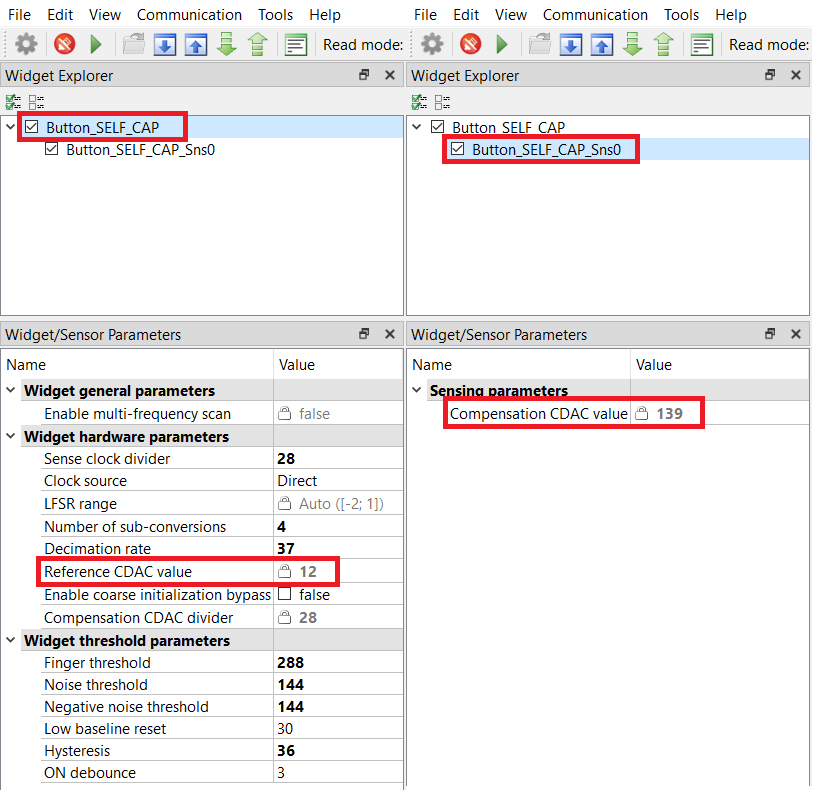 File Edit View Communication Tools Help
Read mode:
Widget Explorer
Button_SELF_CAP
Button_SELF_CAP_Sns0
Widget/Sensor Parameters
Name Value
Widget general parameters
Enable multi-frequency scan false
Widget hardware parameters
Sense clock divider 28
Clock source Direct
LFSR range Auto ([-2; 1])
Number of sub-conversions 4
Decimation rate 37
Reference CDAC value 12
Enable coarse initialization bypass false
Compensation CDAC divider 28
Widget threshold parameters
Finger threshold 288
Noise threshold 144
Negative noise threshold 144
Low baseline reset 30
Hysteresis 36
ON debounce 3
File Edit View Communication Tools Help
Read mode:
Widget Explorer
Button_SELF_CAP
Button_SELF_CAP_Sns0
Widget/Sensor Parameters
Name Value
Sensing parameters
Compensation CDAC value 139